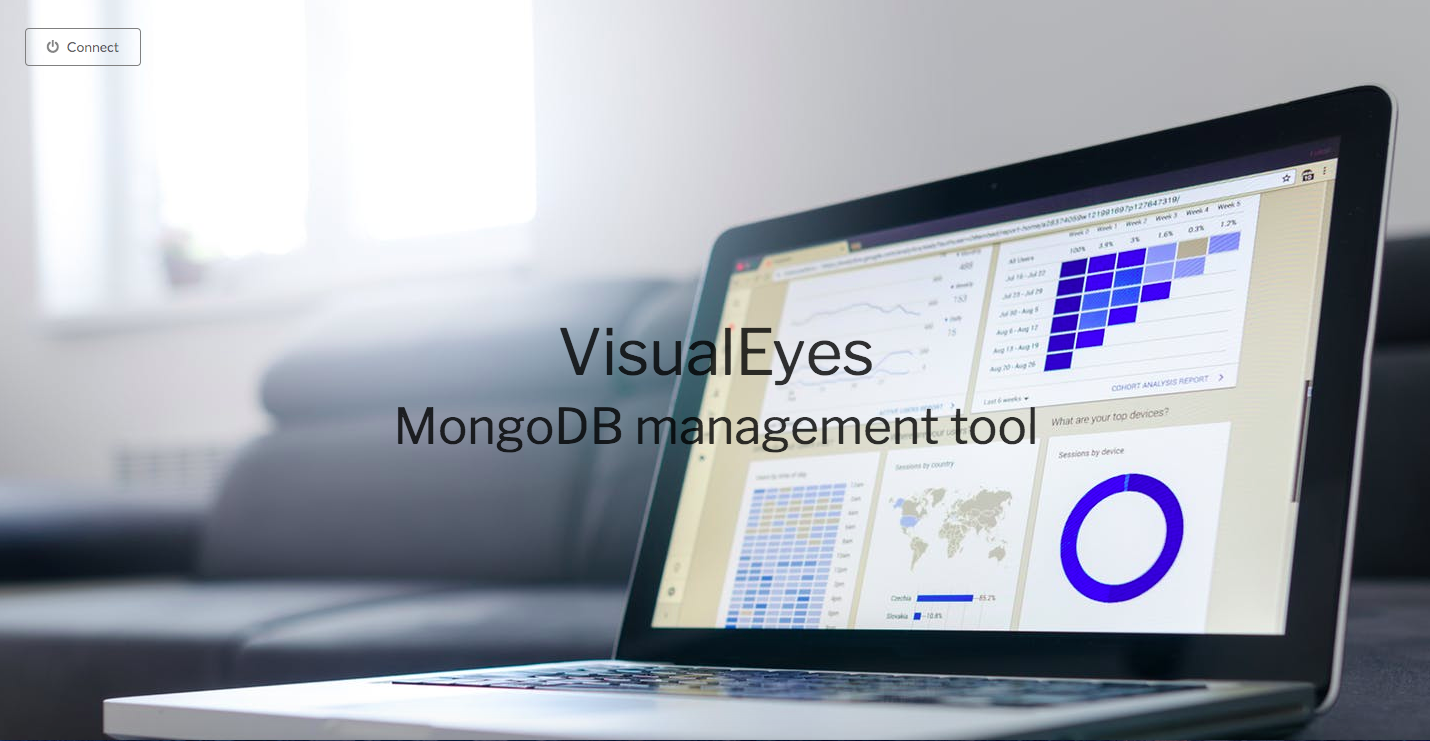 Connect
VisualEyes
MongoDB management tool
Week 0 Week 1 Week 2 Week 3 Week 4 Week 5
100% 3.9% 3% 1.6% 0.3% 1.2%
All Users
Jul 16 - Jul 22
Jul 23 - Jul 29
Jul 30 - Aug 5
Aug 6 - Aug 12
Aug 13 - Aug 19
Aug 20 - Aug 26
Last 6 weeks
COHORT ANALYSIS REPORT
What are your top devices?
Sessions by country
Sessions by device
Czechia 85.2%
Slovakia 10.8%